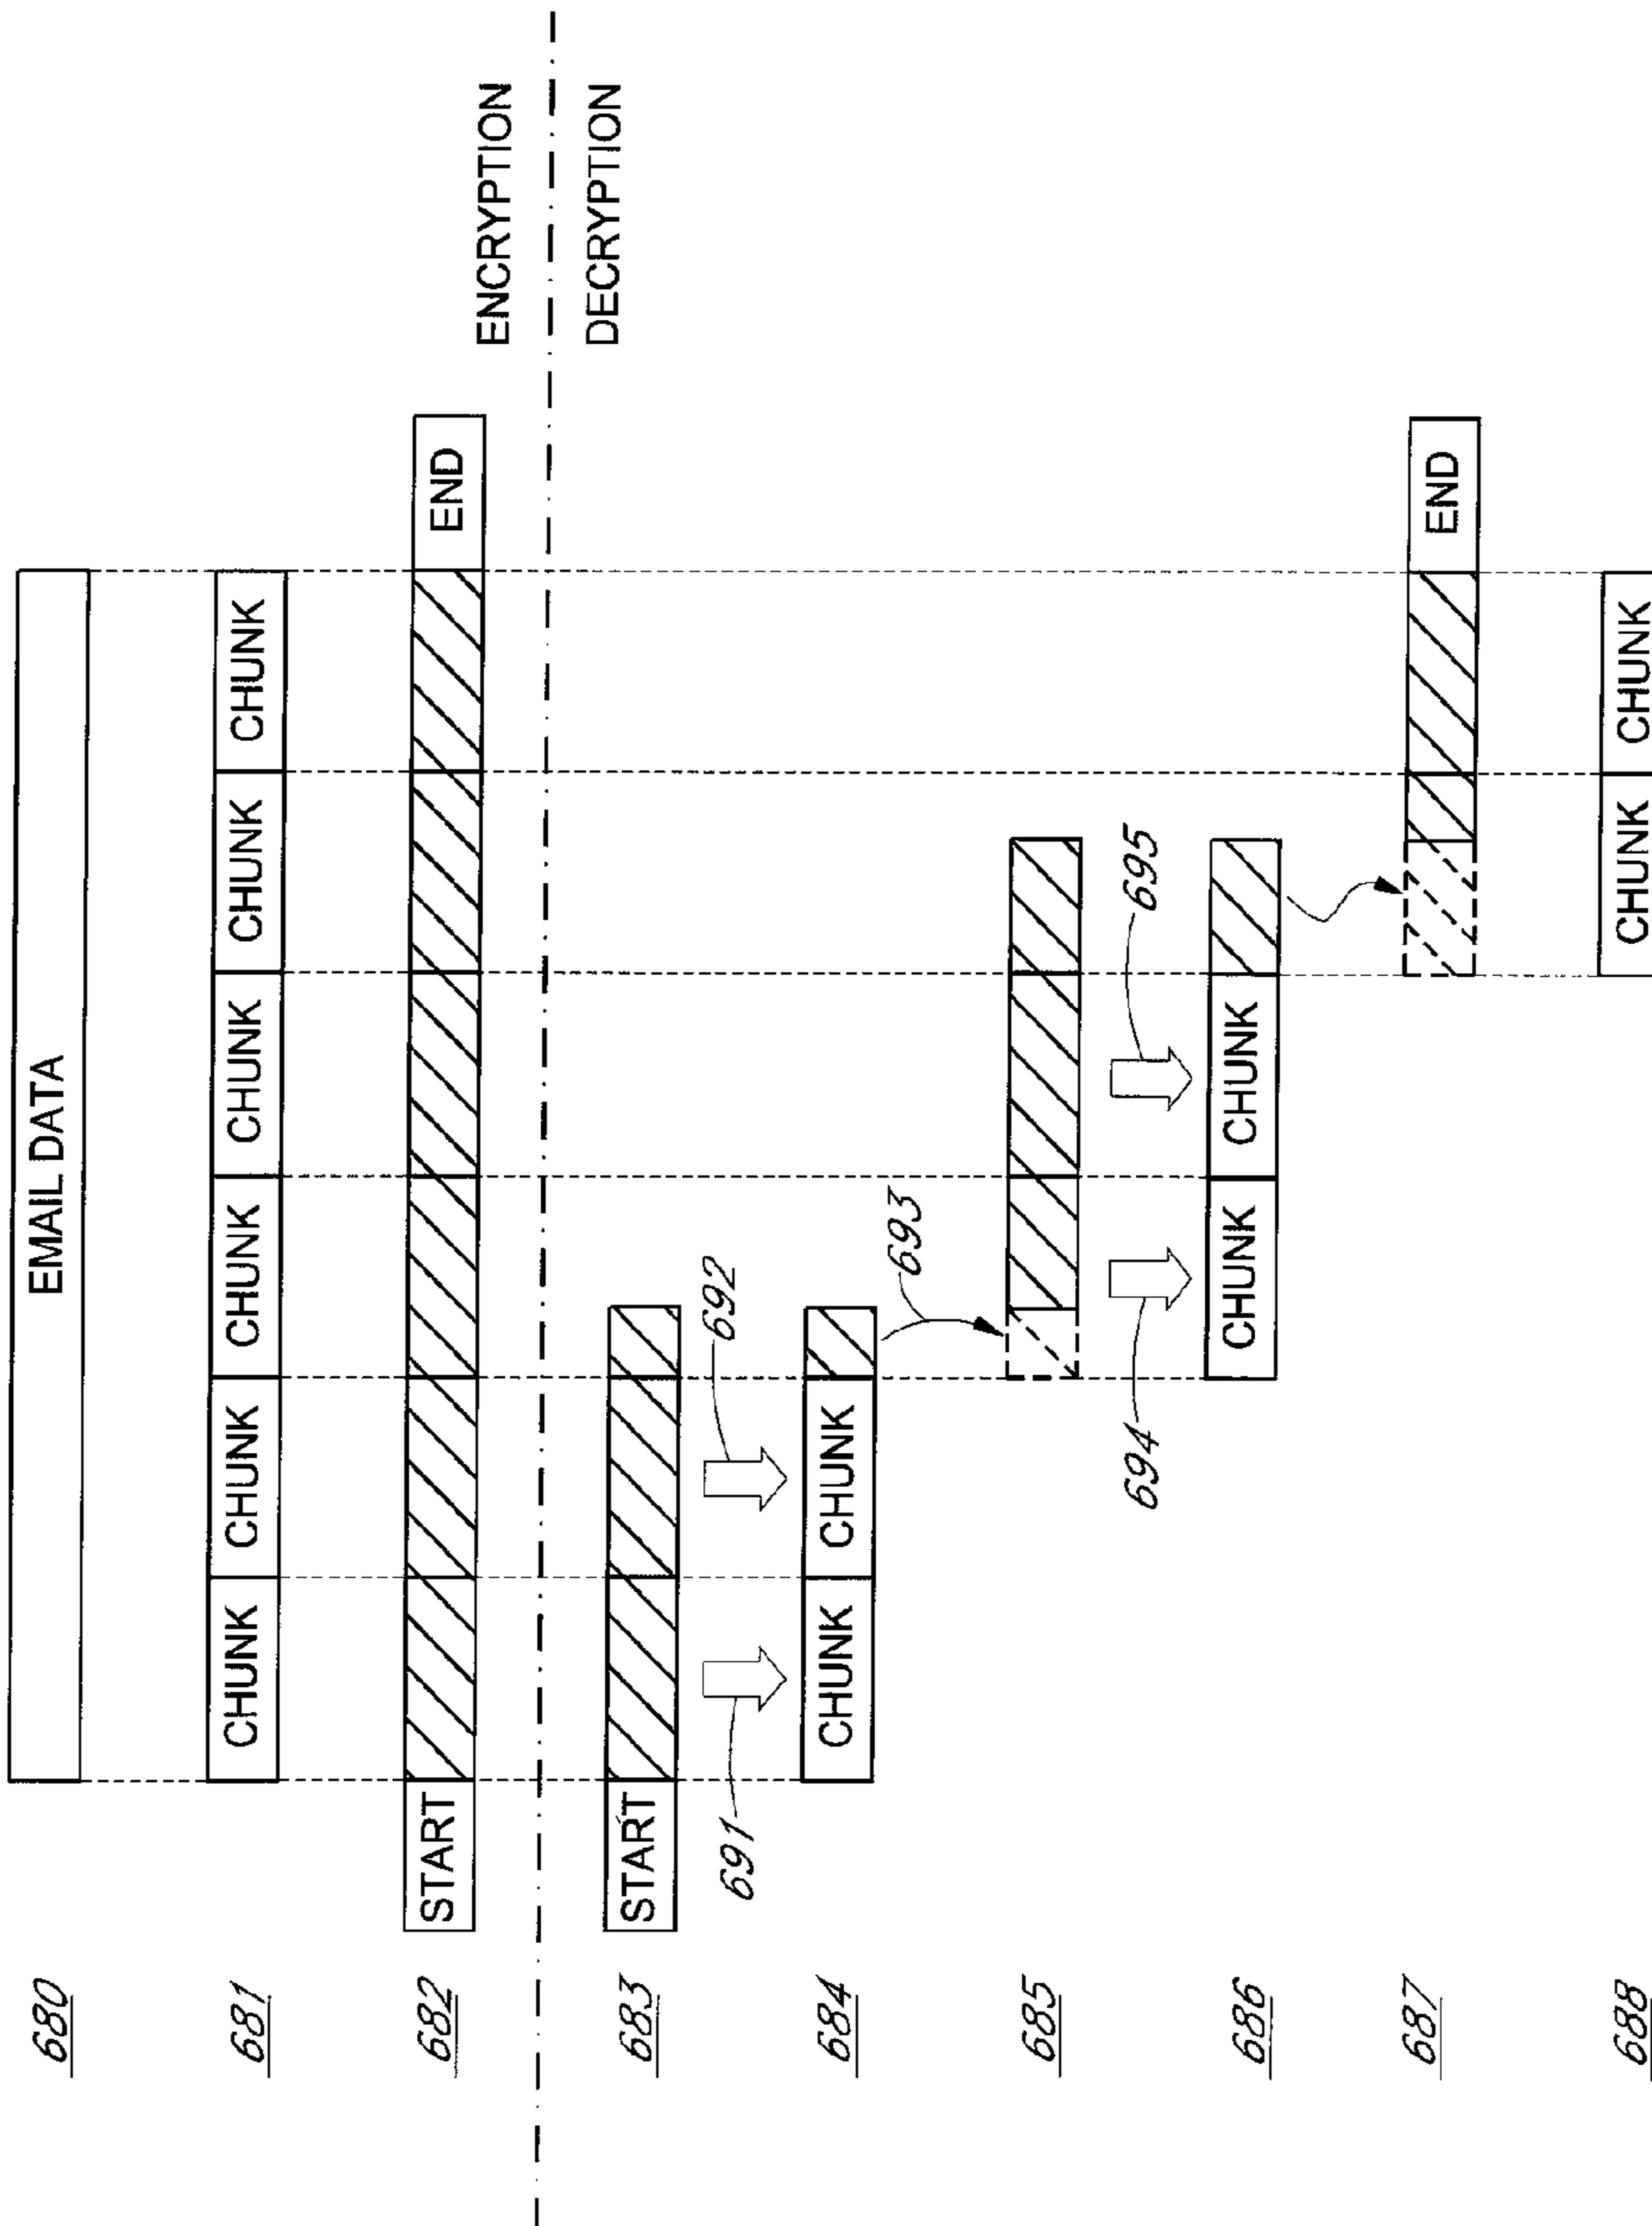 680 EMAIL DATA
681 CHUNK CHUNK CHUNK CHUNK CHUNK CHUNK
682 START END
ENCRYPTION
DECRYPTION
683 START
691 692
684 CHUNK CHUNK
693
685
694 695
686 CHUNK CHUNK
687 END
688 CHUNK CHUNK